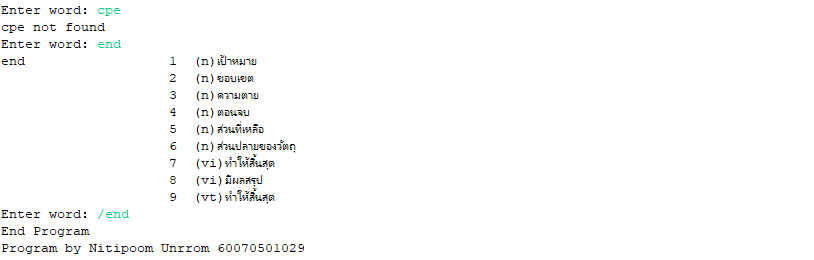 Enter word: cpe
cpe not found
Enter word: end
end 1 (n)เป้าหมาย
2 (n)ขอบเขต
3 (n)ความตาย
4 (n)ตอนจบ
5 (n)ส่วนที่เหลือ
6 (n)ส่วนปลายของวัตถุ
7 (vi)ทำให้สิ้นสุด
8 (vi)มีผลสรุป
9 (vt)ทำให้สิ้นสุด
Enter word: /end
End Program
Program by Nitipoom Unrrom 60070501029